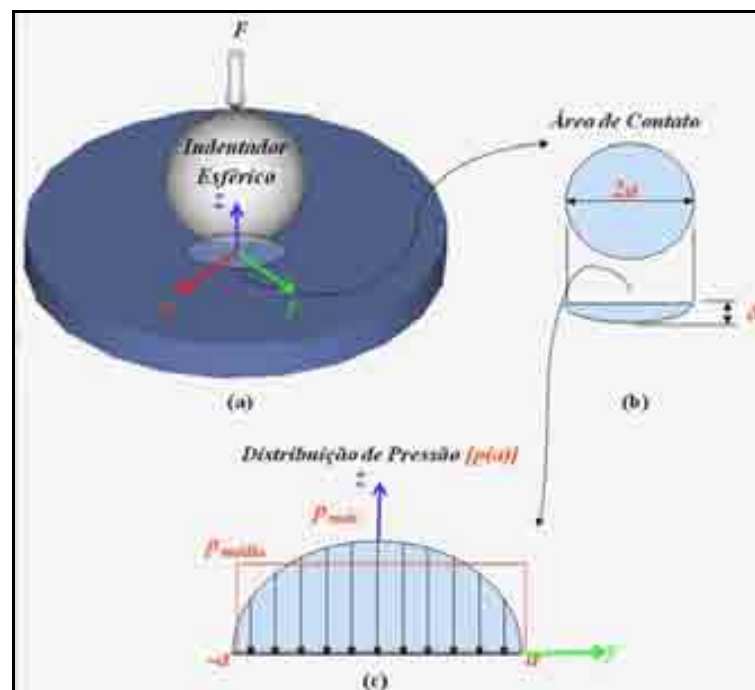 F
Indentador
Esférico
(a)
Área de Contato
2a
(b)
Distribuição de Pressão [p(a)]
z
p máx
p média
-a
a
y
(c)